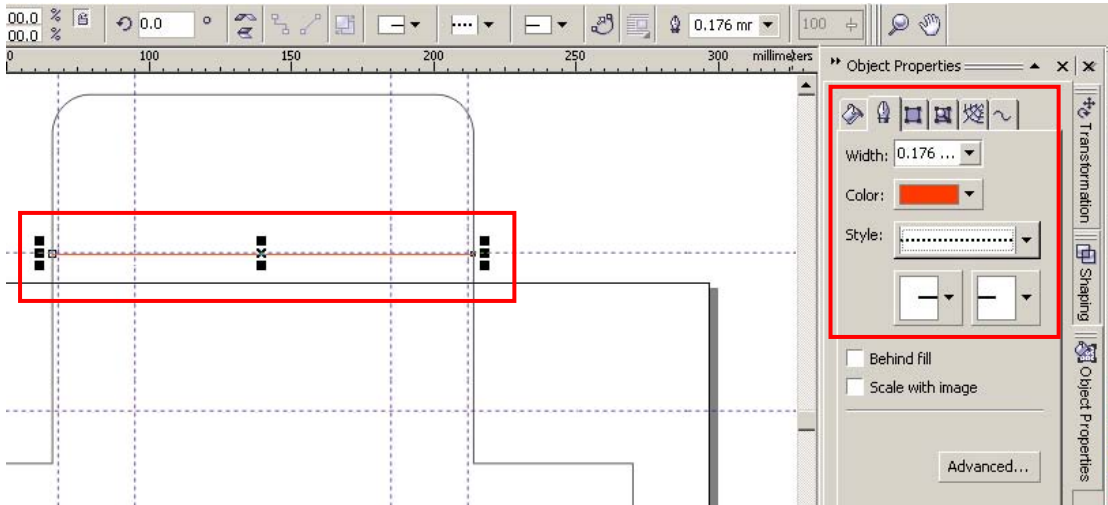 00.0 %
00.0 %
0.0 °
0.176 mr
100
0 100 150 200 250 300 millimeters
Object Properties
Width: 0.176 ...
Color:
Style:
Behind fill
Scale with image
Advanced...
Transformation
Shaping
Object Properties